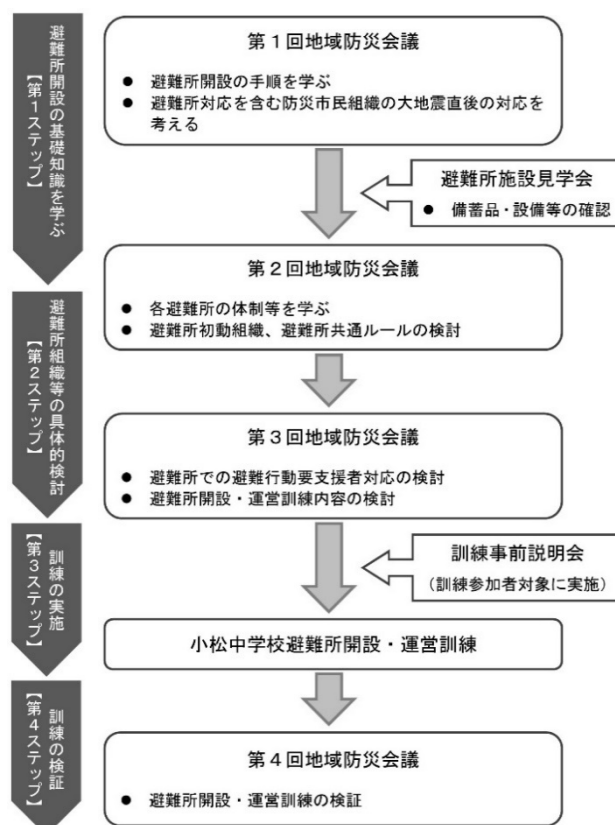 避難所開設の基礎知識を学ぶ
【第1ステップ】
第1回地域防災会議
● 避難所開設の手順を学ぶ
● 避難所対応を含む防災市民組織の大地震直後の対応を
考える
避難所施設見学会
● 備蓄品・設備等の確認
第2回地域防災会議
● 各避難所の体制等を学ぶ
● 避難所初動組織、避難所共通ルールの検討
避難所組織等の具体的検討
【第2ステップ】
第3回地域防災会議
● 避難所での避難行動要支援者対応の検討
● 避難所開設・運営訓練内容の検討
訓練の実施
【第3ステップ】
訓練事前説明会
(訓練参加者対象に実施)
小松中学校避難所開設・運営訓練
訓練の検証
【第4ステップ】
第4回地域防災会議
● 避難所開設・運営訓練の検証